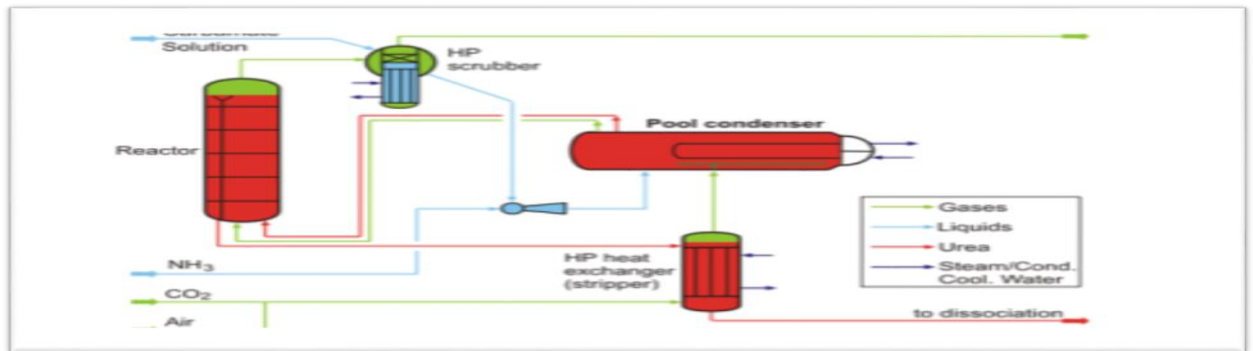 Solution
HP
scrubber
Pool condenser
Reactor
Gases
Liquids
Urea
Steam/Cond.
Cool. Water
NH3
HP heat
exchanger
(stripper)
CO2
to dissociation
Air